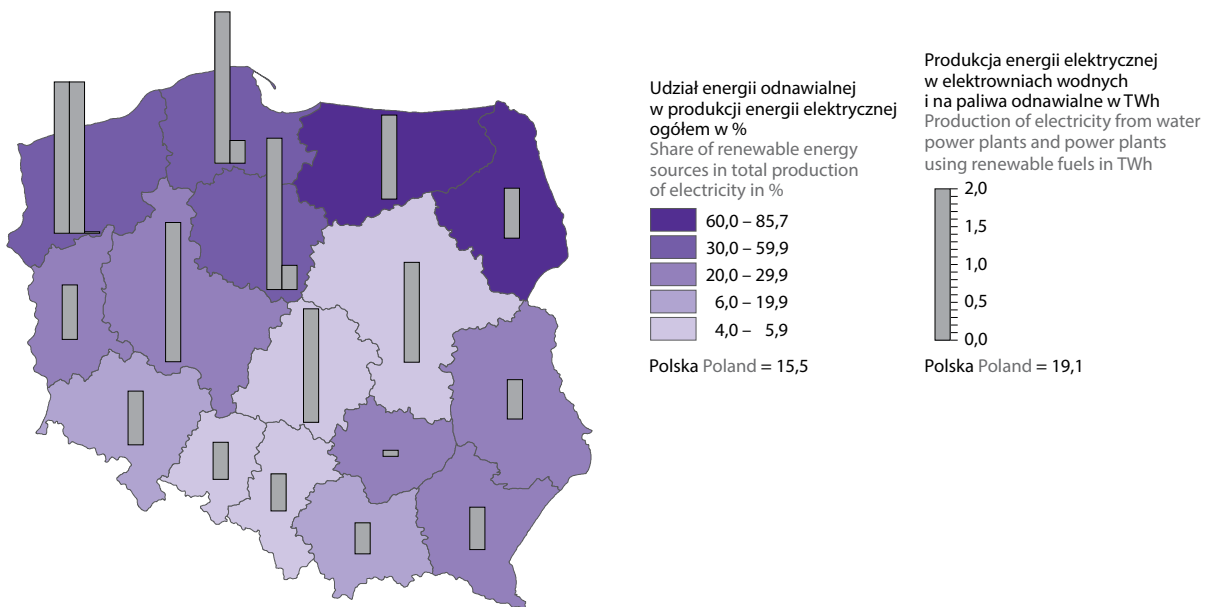 Udział energii odnawialnej
w produkcji energii elektrycznej
ogółem w %
Share of renewable energy
sources in total production
of electricity in %
60,0 – 85,7
30,0 – 59,9
20,0 – 29,9
6,0 – 19,9
4,0 – 5,9
Polska Poland = 15,5
Produkcja energii elektrycznej
w elektrowniach wodnych
i na paliwa odnawialne w TWh
Production of electricity from water
power plants and power plants
using renewable fuels in TWh
2,0
1,5
1,0
0,5
0,0
Polska Poland = 19,1